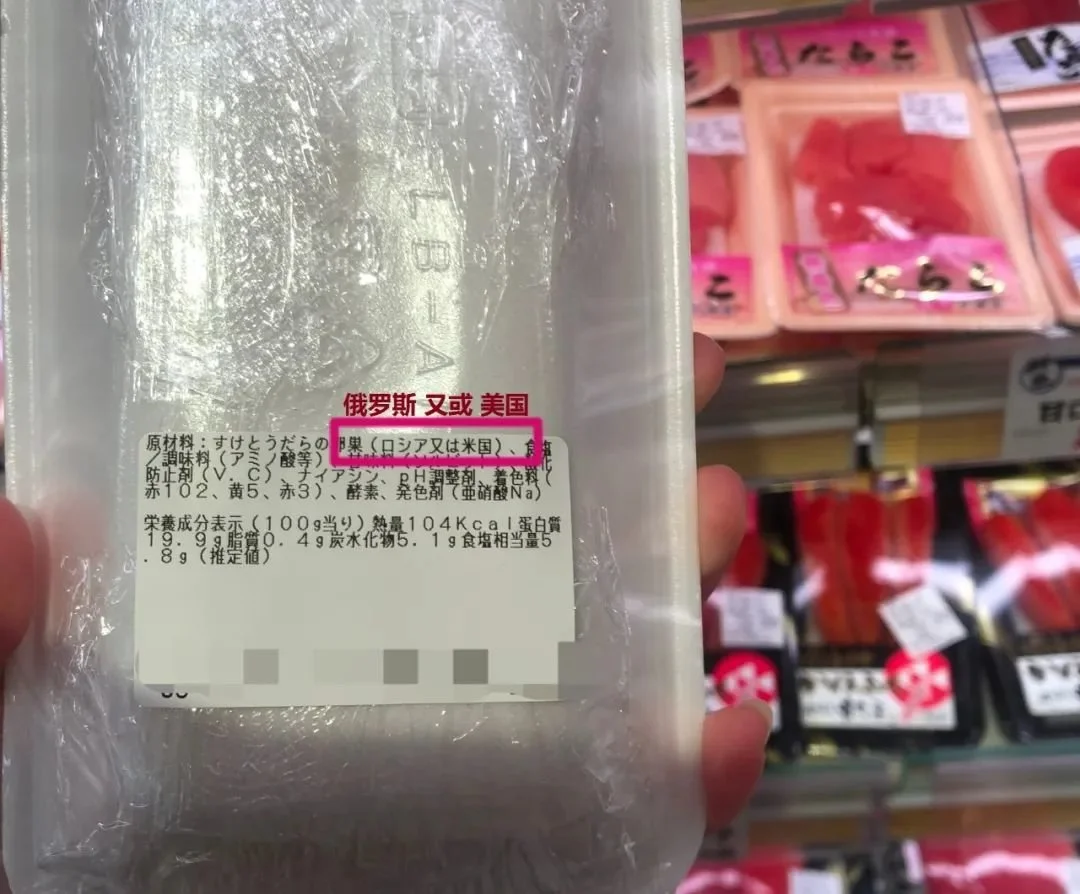 たらこ
たらこ
俄罗斯 又或 美国
原材料：すけとうだらの卵巣（ロシア又は米国）、食塩
／調味料（アミノ酸等）、甘味料
防止剤（V．C）、ナイアシン、pH調整剤、着色料（
赤102、黄5、赤3）、酵素、発色剤（亜硝酸Na）
栄養成分表示（100g当り）熱量104Kcal蛋白質
19．9g脂質0．4g炭水化物5．1g食塩相当量5
．8g（推定値）
甘口